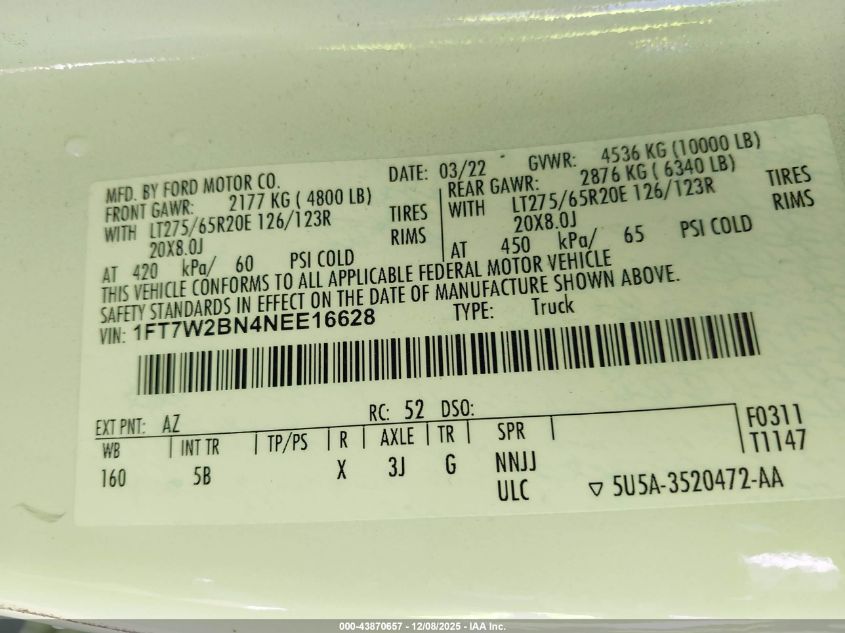 MFD. BY FORD MOTOR CO.
DATE: 03/22 GVWR: 4536 KG (10000 LB)
FRONT GAWR: 2177 KG ( 4800 LB)
REAR GAWR: 2876 KG ( 6340 LB)
WITH LT275/65R20E 126/123R TIRES
WITH LT275/65R20E 126/123R TIRES
20X8.0J RIMS
20X8.0J RIMS
AT 420 kPa/ 60 PSI COLD
AT 450 kPa/ 65 PSI COLD
THIS VEHICLE CONFORMS TO ALL APPLICABLE FEDERAL MOTOR VEHICLE
SAFETY STANDARDS IN EFFECT ON THE DATE OF MANUFACTURE SHOWN ABOVE.
VIN: 1FT7W2BN4NEE16628 TYPE: Truck
EXT PNT: AZ RC: 52 DSO:
WB INT TR TP/PS R AXLE TR SPR
160 5B X 3J G NNJJ
ULC
F0311
T1147
▽ 5U5A-3520472-AA
000-43870657 - 12/08/2025 - IAA Inc.